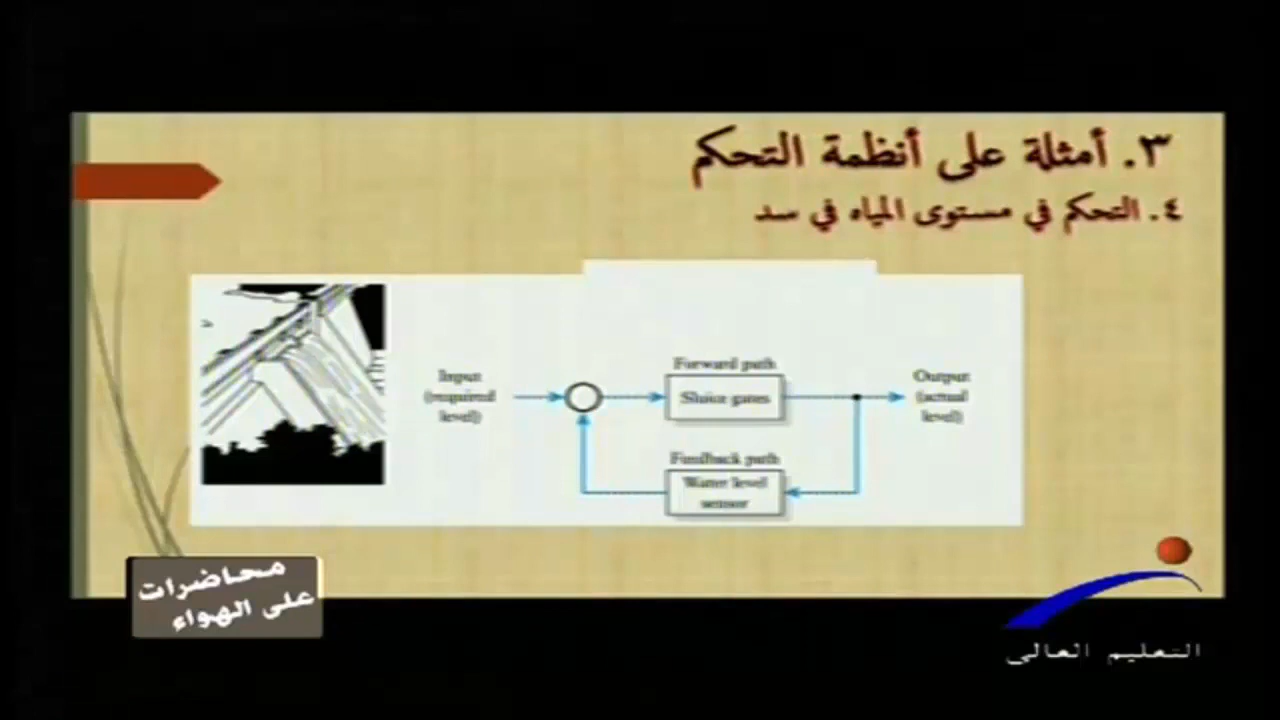 ٣. أمثلة على أنظمة التحكم
٤. التحكم في مستوى المياه في سد
Forward path
Input
(required
level)
Sluice gates
Output
(actual
level)
Feedback path
Water level
sensor
محاضرات
على الهواء
التعليم العالى